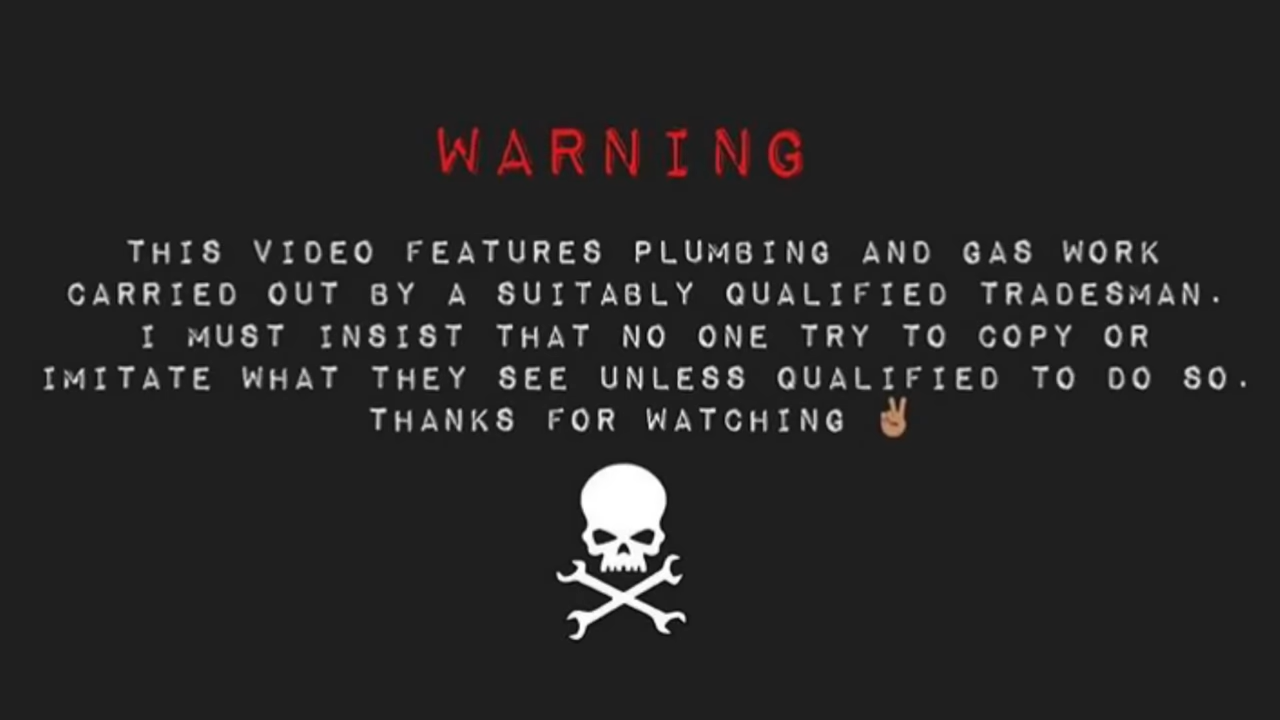 WARNING
THIS VIDEO FEATURES PLUMBING AND GAS WORK
CARRIED OUT BY A SUITABLY QUALIFIED TRADESMAN.
I MUST INSIST THAT NO ONE TRY TO COPY OR
IMITATE WHAT THEY SEE UNLESS QUALIFIED TO DO SO.
THANKS FOR WATCHING ✌🏽